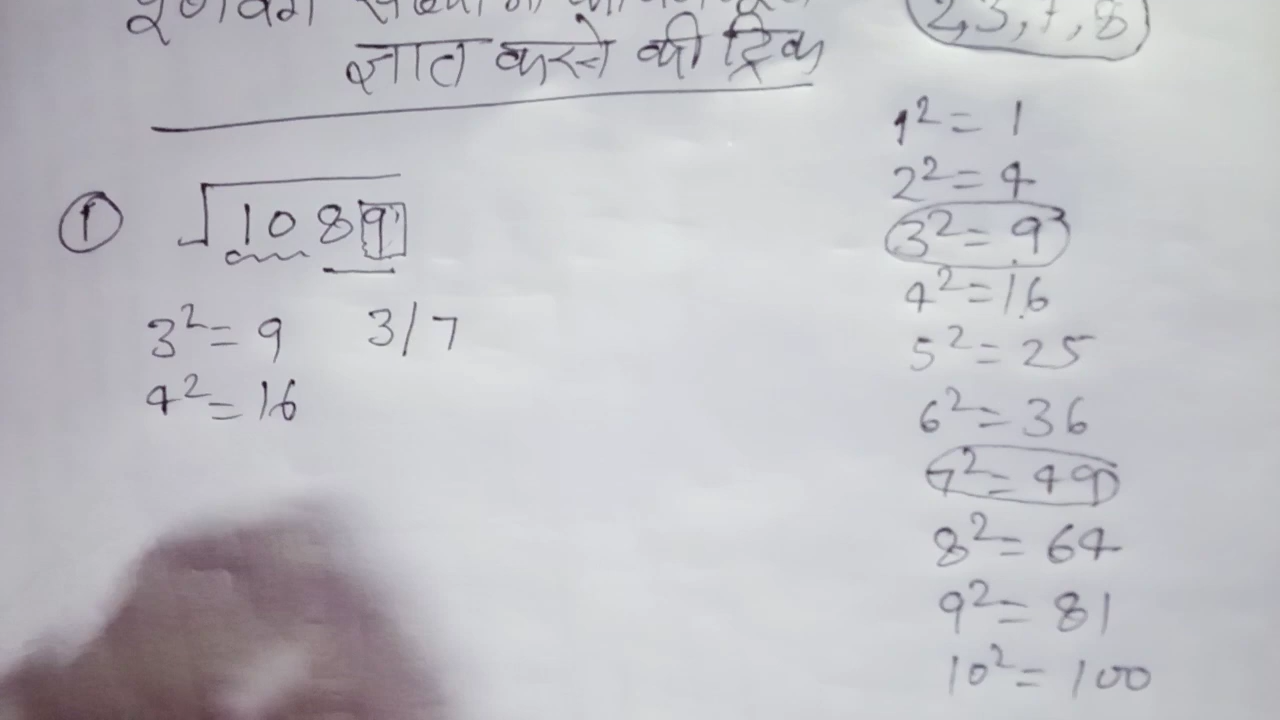 ज्ञात करने की ट्रिक
2,3,7,8
① √1089
3² = 9 3/7
4² = 16
1² = 1
2² = 4
3² = 9
4² = 16
5² = 25
6² = 36
7² = 49
8² = 64
9² = 81
10² = 100